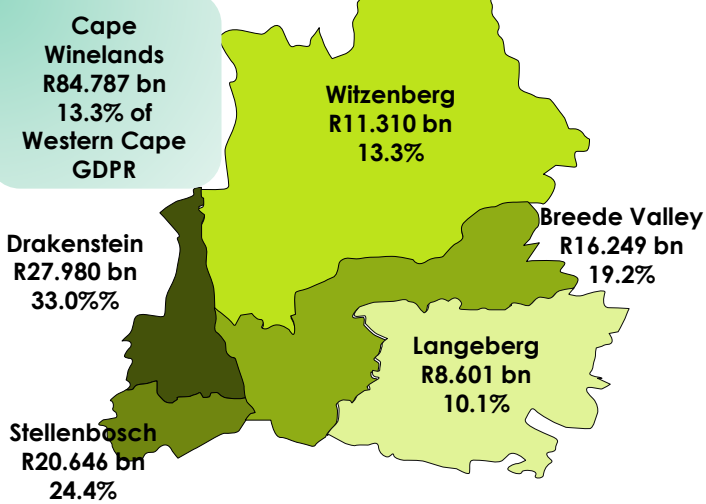 Cape
Winelands
R84.787 bn
13.3% of
Western Cape
GDPR
Witzenberg
R11.310 bn
13.3%
Breede Valley
R16.249 bn
19.2%
Drakenstein
R27.980 bn
33.0%%
Langeberg
R8.601 bn
10.1%
Stellenbosch
R20.646 bn
24.4%